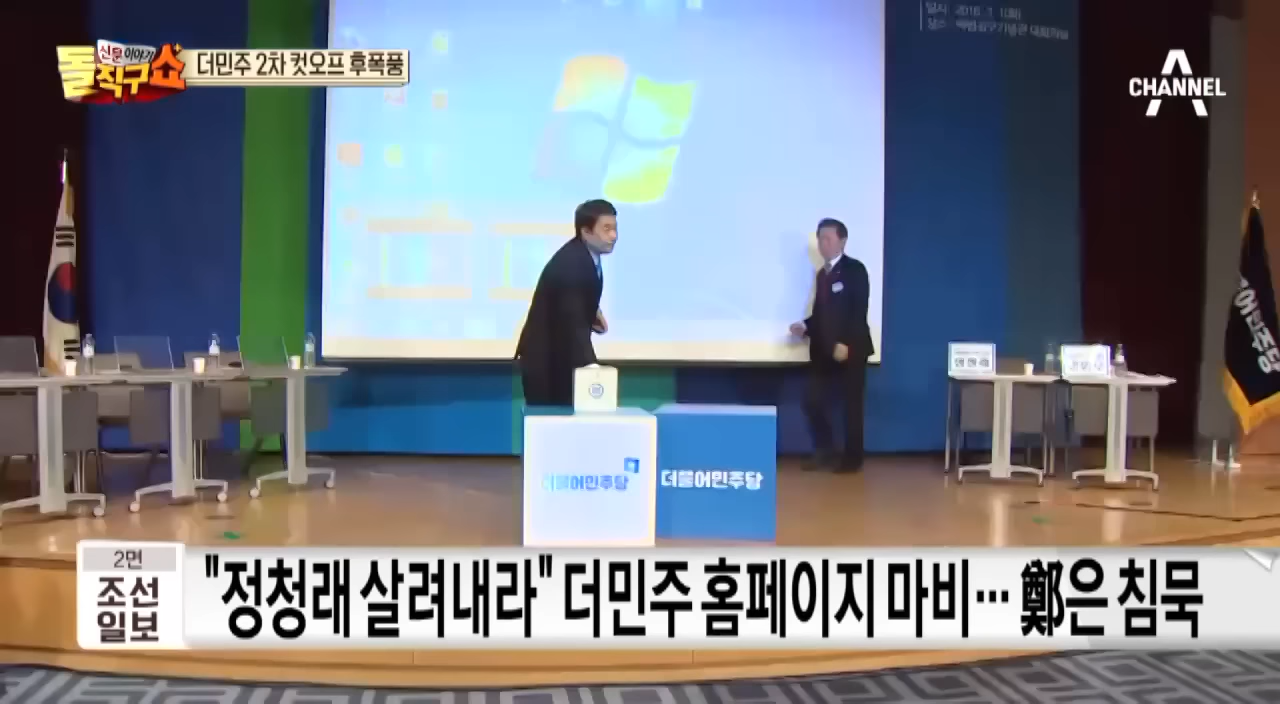 신문이야기
돌직구쇼
더민주 2차 컷오프 후폭풍
CHANNEL A
더불어민주당
더불어민주당
2면
조선
일보
"정청래 살려내라" 더민주 홈페이지 마비… 鄭은 침묵